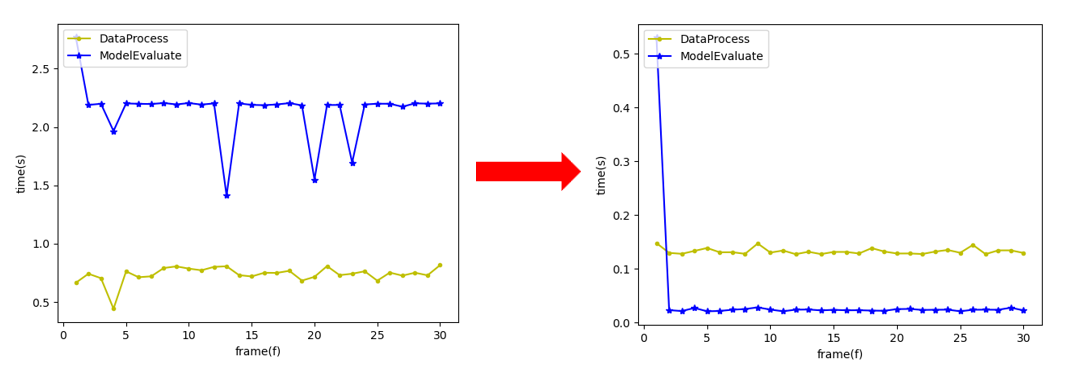 DataProcess
ModelEvaluate
2.5
2.0
1.5
1.0
0.5
time(s)
0 5 10 15 20 25 30
frame(f)
DataProcess
ModelEvaluate
0.5
0.4
0.3
0.2
0.1
0.0
time(s)
0 5 10 15 20 25 30
frame(f)